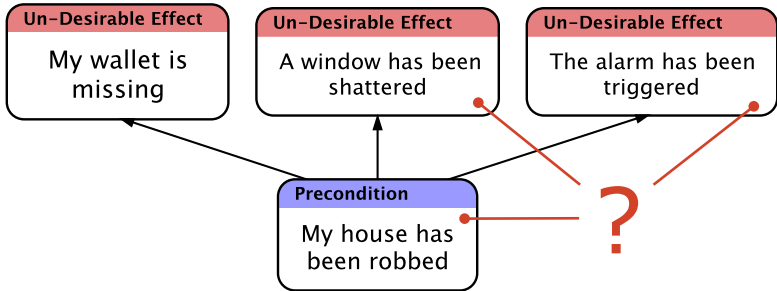 Un-Desirable Effect
My wallet is
missing
Un-Desirable Effect
A window has been
shattered
Un-Desirable Effect
The alarm has been
triggered
Precondition
My house has
been robbed
?